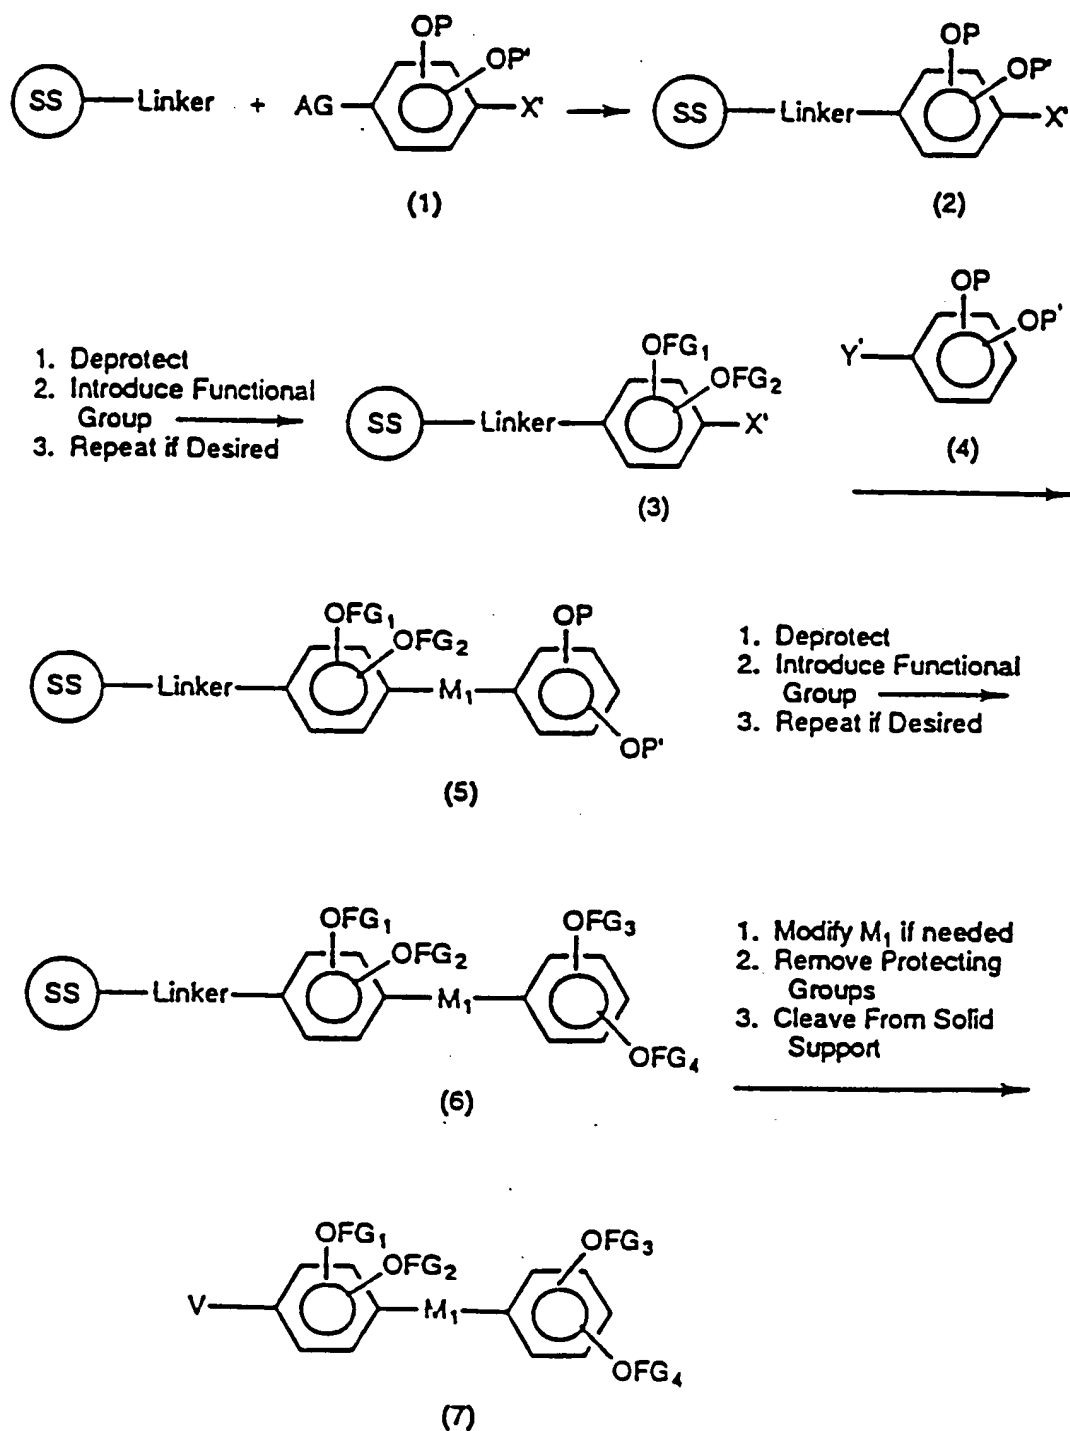 OP
OP'
SS Linker + AG X'
(1)
OP
OP'
SS Linker X'
(2)
1. Deprotect
2. Introduce Functional
Group
3. Repeat if Desired
OFG₁
OFG₂
SS Linker X'
(3)
OP
OP'
Y'
(4)
OFG₁
OFG₂
OP
SS Linker M₁
OP'
(5)
1. Deprotect
2. Introduce Functional
Group
3. Repeat if Desired
OFG₁
OFG₂
OFG₃
SS Linker M₁
OFG₄
(6)
1. Modify M₁ if needed
2. Remove Protecting
Groups
3. Cleave From Solid
Support
OFG₁
OFG₂
OFG₃
V M₁
OFG₄
(7)